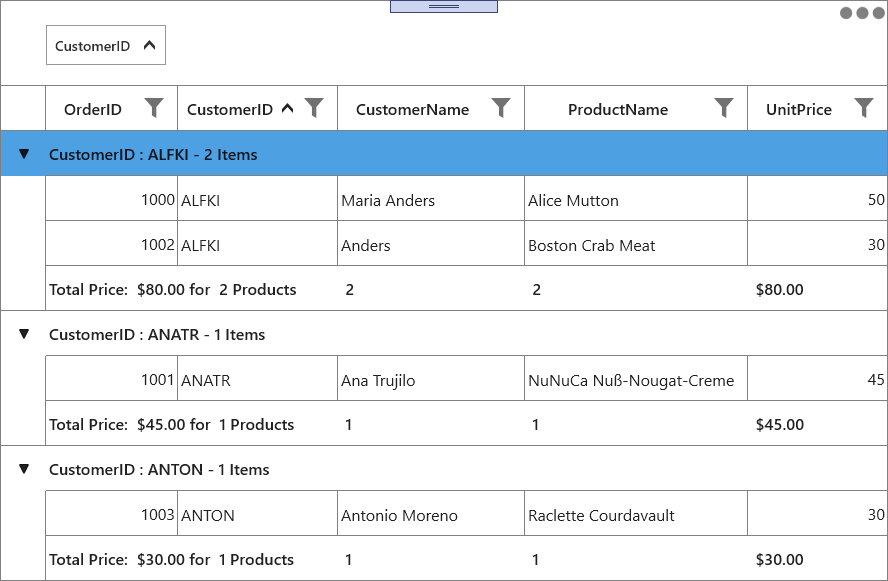 CustomerID
OrderID CustomerID CustomerName ProductName UnitPrice
CustomerID : ALFKI - 2 Items
1000 ALFKI Maria Anders Alice Mutton 50
1002 ALFKI Anders Boston Crab Meat 30
Total Price: $80.00 for 2 Products 2 2 $80.00
CustomerID : ANATR - 1 Items
1001 ANATR Ana Trujilo NuNuCa Nuß-Nougat-Creme 45
Total Price: $45.00 for 1 Products 1 1 $45.00
CustomerID : ANTON - 1 Items
1003 ANTON Antonio Moreno Raclette Courdavault 30
Total Price: $30.00 for 1 Products 1 1 $30.00